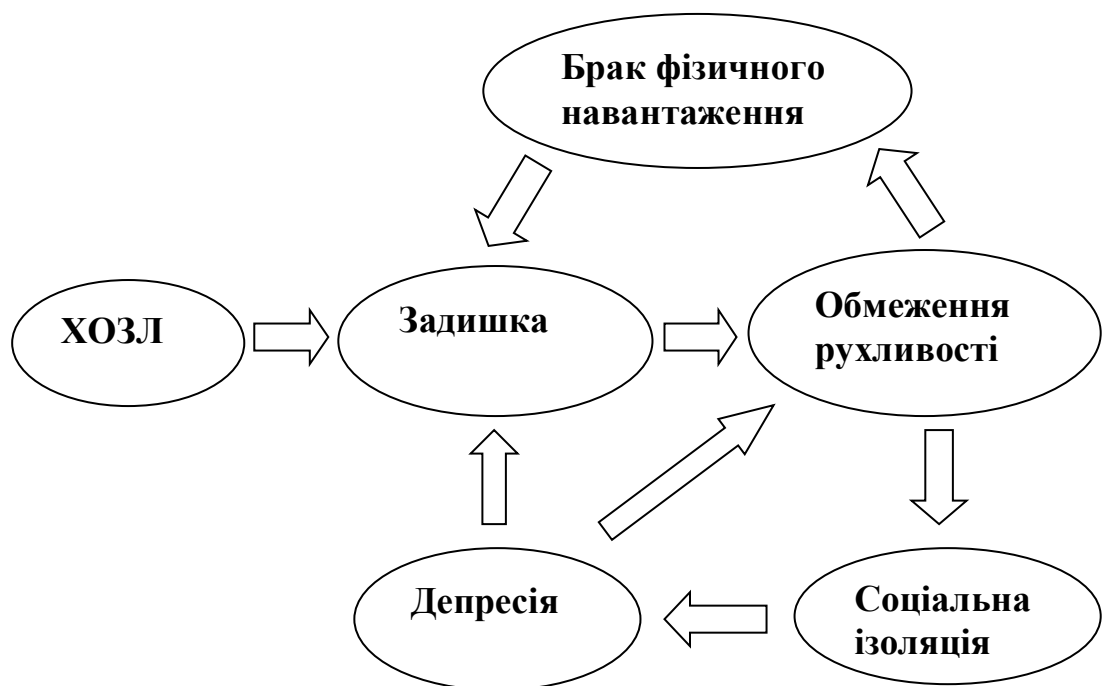 Брак фізичного
навантаження
ХОЗЛ
Задишка
Обмеження
рухливості
Депресія
Соціальна
ізоляція